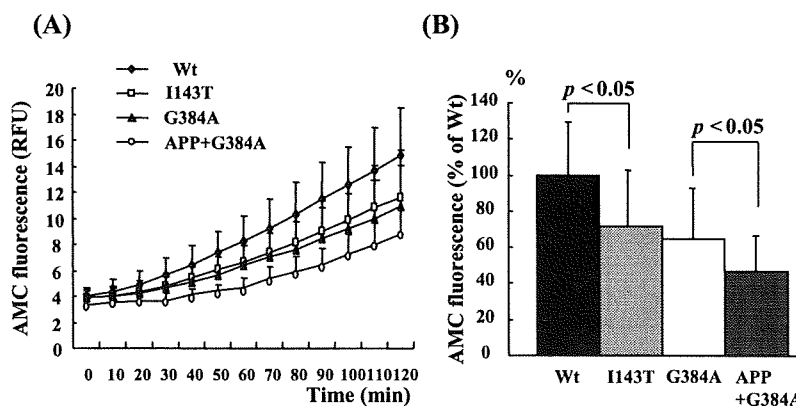 (A)
Wt
I143T
G384A
APP+G384A
AMC fluorescence (RFU)
20
18
16
14
12
10
8
6
4
2
0
0 10 20 30 40 50 60 70 80 90 100 110 120
Time (min)
(B)
%
p < 0.05
p < 0.05
AMC fluorescence (% of Wt)
140
120
100
80
60
40
20
0
Wt I143T G384A APP
+G384A